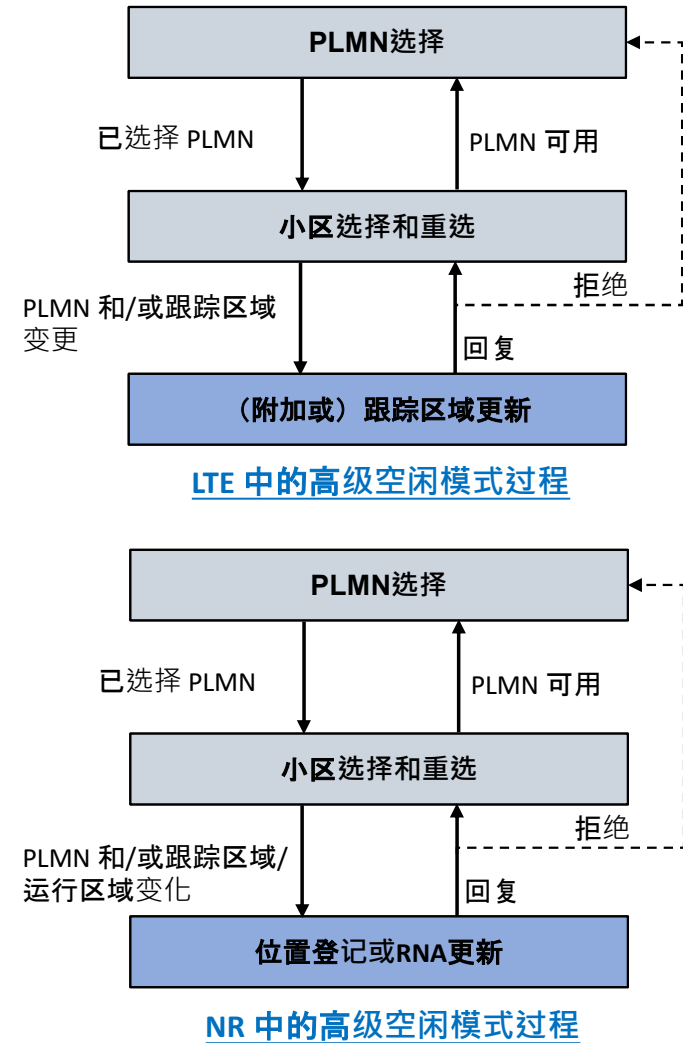 PLMN选择
已选择 PLMN
PLMN 可用
小区选择和重选
拒绝
PLMN 和/或跟踪区域
变更
回复
（附加或）跟踪区域更新
LTE 中的高级空闲模式过程
PLMN选择
已选择 PLMN
PLMN 可用
小区选择和重选
拒绝
PLMN 和/或跟踪区域/
运行区域变化
回复
位置登记或RNA更新
NR 中的高级空闲模式过程